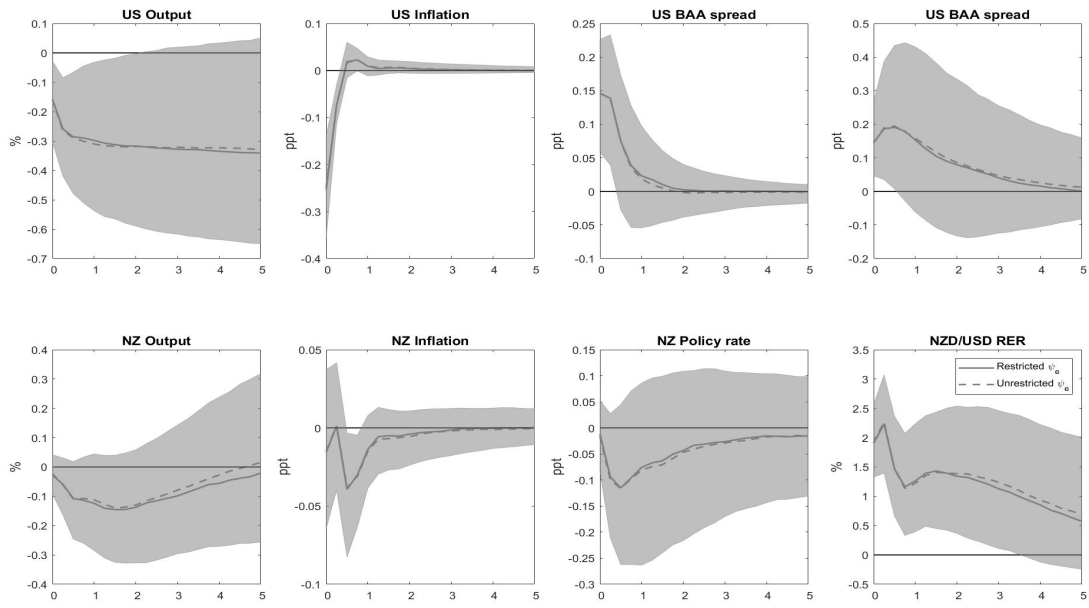 US Output
0.1
0
-0.1
-0.2
-0.3
-0.4
-0.5
-0.6
-0.7
%
0 1 2 3 4 5
US Inflation
0.1
0
-0.1
-0.2
-0.3
-0.4
ppt
0 1 2 3 4 5
US BAA spread
0.25
0.2
0.15
0.1
0.05
0
-0.05
-0.1
ppt
0 1 2 3 4 5
US BAA spread
0.5
0.4
0.3
0.2
0.1
0
-0.1
-0.2
ppt
0 1 2 3 4 5
NZ Output
0.4
0.3
0.2
0.1
0
-0.1
-0.2
-0.3
-0.4
%
0 1 2 3 4 5
NZ Inflation
0.05
0
-0.05
-0.1
ppt
0 1 2 3 4 5
NZ Policy rate
0.15
0.1
0.05
0
-0.05
-0.1
-0.15
-0.2
-0.25
-0.3
ppt
0 1 2 3 4 5
NZD/USD RER
Restricted ψe
Unrestricted ψe
3.5
3
2.5
2
1.5
1
0.5
0
-0.5
%
0 1 2 3 4 5